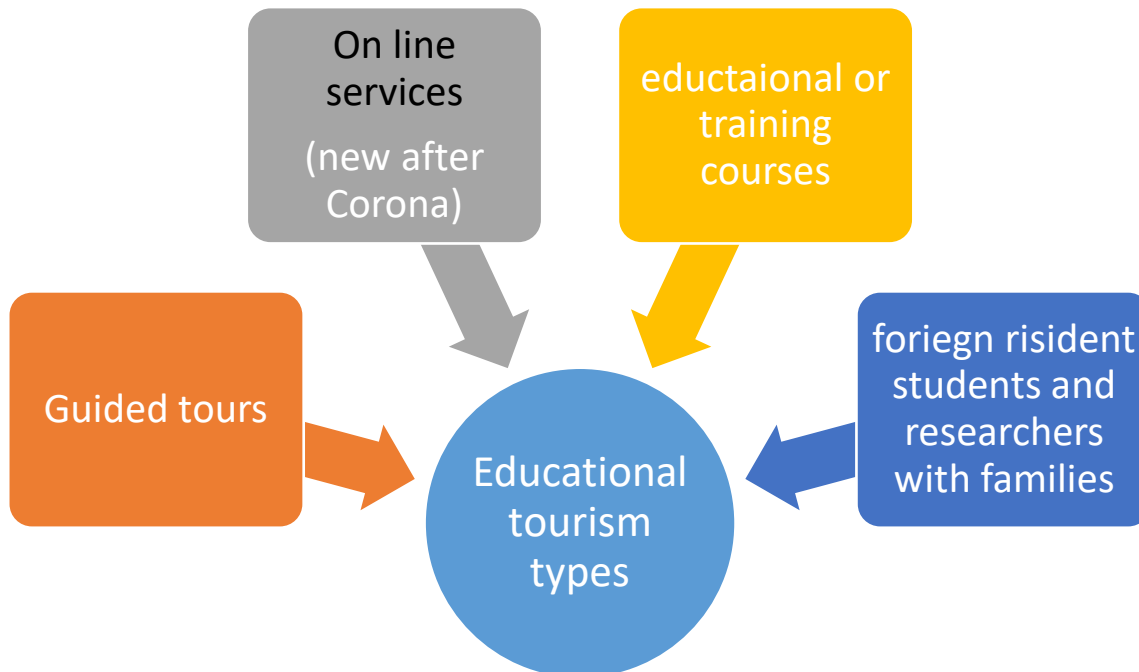 On line
services
(new after
Corona)
eductaional or
training
courses
Guided tours
foriegn risident
students and
researchers
with families
Educational
tourism
types